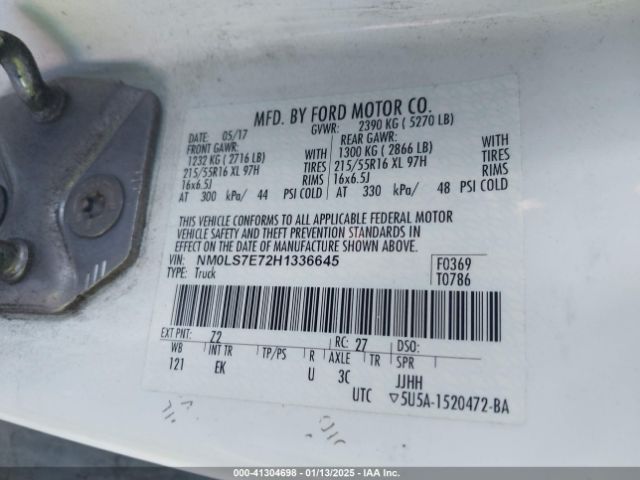 MFD. BY FORD MOTOR CO.
DATE: 05/17 GVWR: 2390 KG ( 5270 LB)
FRONT GAWR: REAR GAWR:
1232 KG ( 2716 LB) WITH 1300 KG ( 2866 LB) WITH
215/55R16 XL 97H TIRES 215/55R16 XL 97H TIRES
16x6.5J RIMS 16x6.5J RIMS
AT 300 kPa/ 44 PSI COLD AT 330 kPa/ 48 PSI COLD
THIS VEHICLE CONFORMS TO ALL APPLICABLE FEDERAL MOTOR
VEHICLE SAFETY AND THEFT PREVENTION STANDARDS IN
EFFECT ON THE DATE OF MANUFACTURE SHOWN ABOVE.
VIN: NM0LS7E72H1336645 F0369
TYPE: Truck T0786
EXT PNT: Z2 RC: 27 DSO:
WB INT TR TP/PS R AXLE TR SPR
121 EK U 3C JJHH
UTC ▽5U5A-1520472-BA
000-41304698 - 01/13/2025 - IAA Inc.